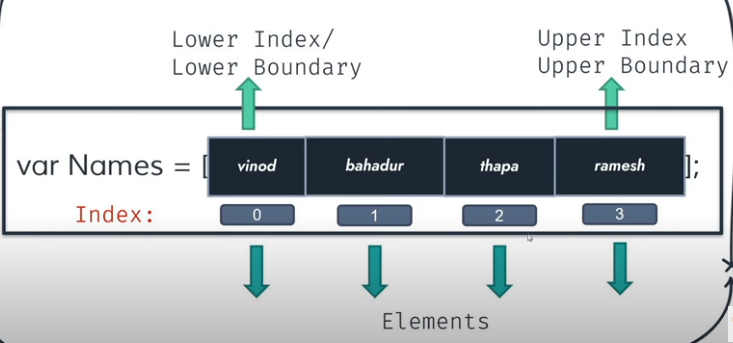 Lower Index/
Lower Boundary
Upper Index
Upper Boundary
var Names = [ vinod bahadur thapa ramesh ];
Index: 0 1 2 3
Elements